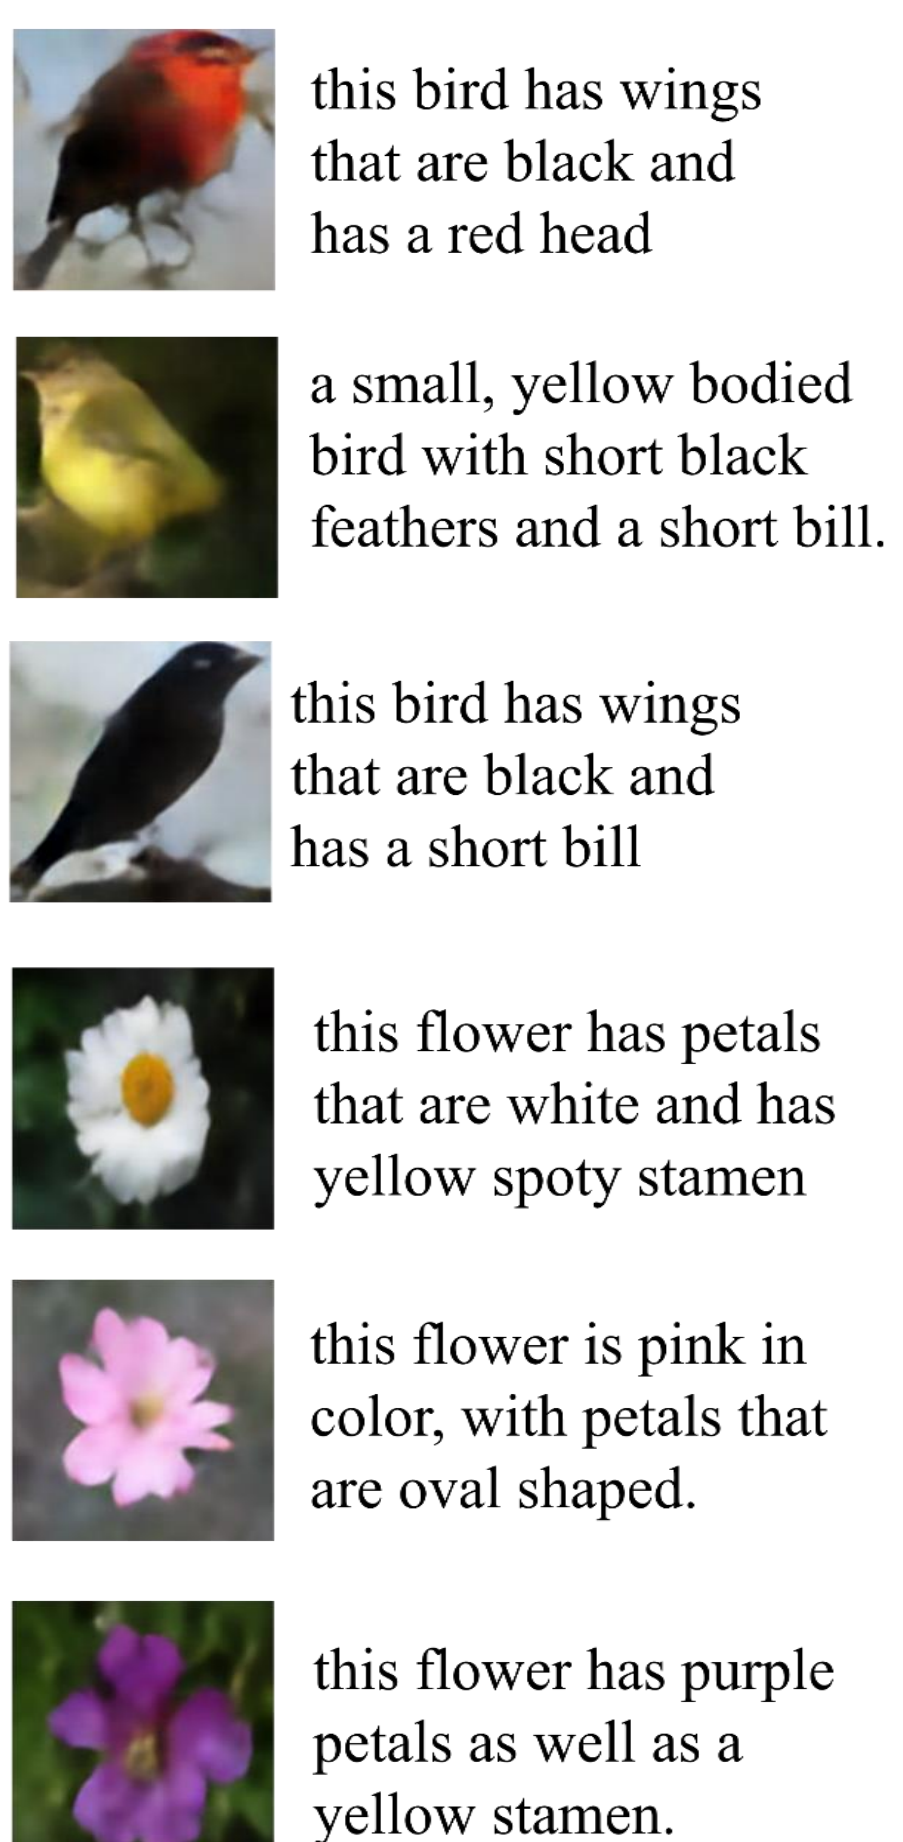 this bird has wings
that are black and
has a red head
a small, yellow bodied
bird with short black
feathers and a short bill.
this bird has wings
that are black and
has a short bill
this flower has petals
that are white and has
yellow spoty stamen
this flower is pink in
color, with petals that
are oval shaped.
this flower has purple
petals as well as a
yellow stamen.